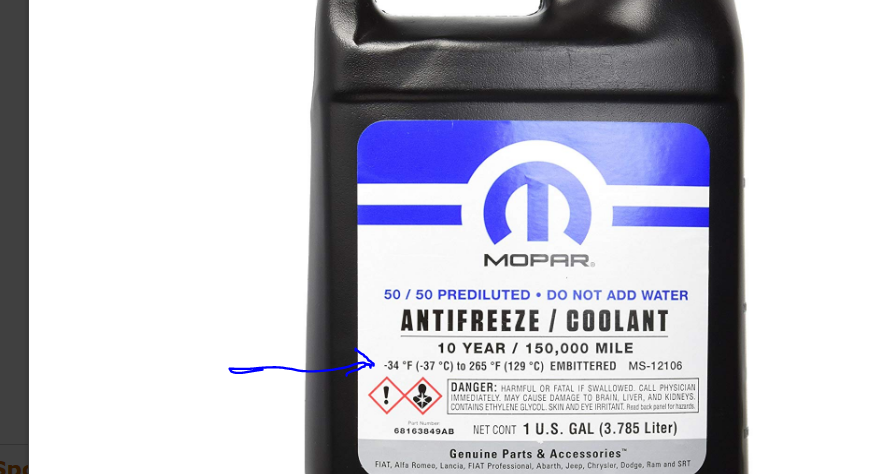 MOPAR®
50 / 50 PREDILUTED • DO NOT ADD WATER
ANTIFREEZE / COOLANT
10 YEAR / 150,000 MILE
-34 °F (-37 °C) to 265 °F (129 °C) EMBITTERED MS-12106
DANGER: HARMFUL OR FATAL IF SWALLOWED. CALL PHYSICIAN
IMMEDIATELY. MAY CAUSE DAMAGE TO BRAIN, LIVER, AND KIDNEYS.
CONTAINS ETHYLENE GLYCOL. SKIN AND EYE IRRITANT. Read back panel for hazards.
Part Number
68163849AB
NET CONT 1 U.S. GAL (3.785 Liter)
Genuine Parts & Accessories™
FIAT, Alfa Romeo, Lancia, FIAT Professional, Abarth, Jeep, Chrysler, Dodge, Ram and SRT